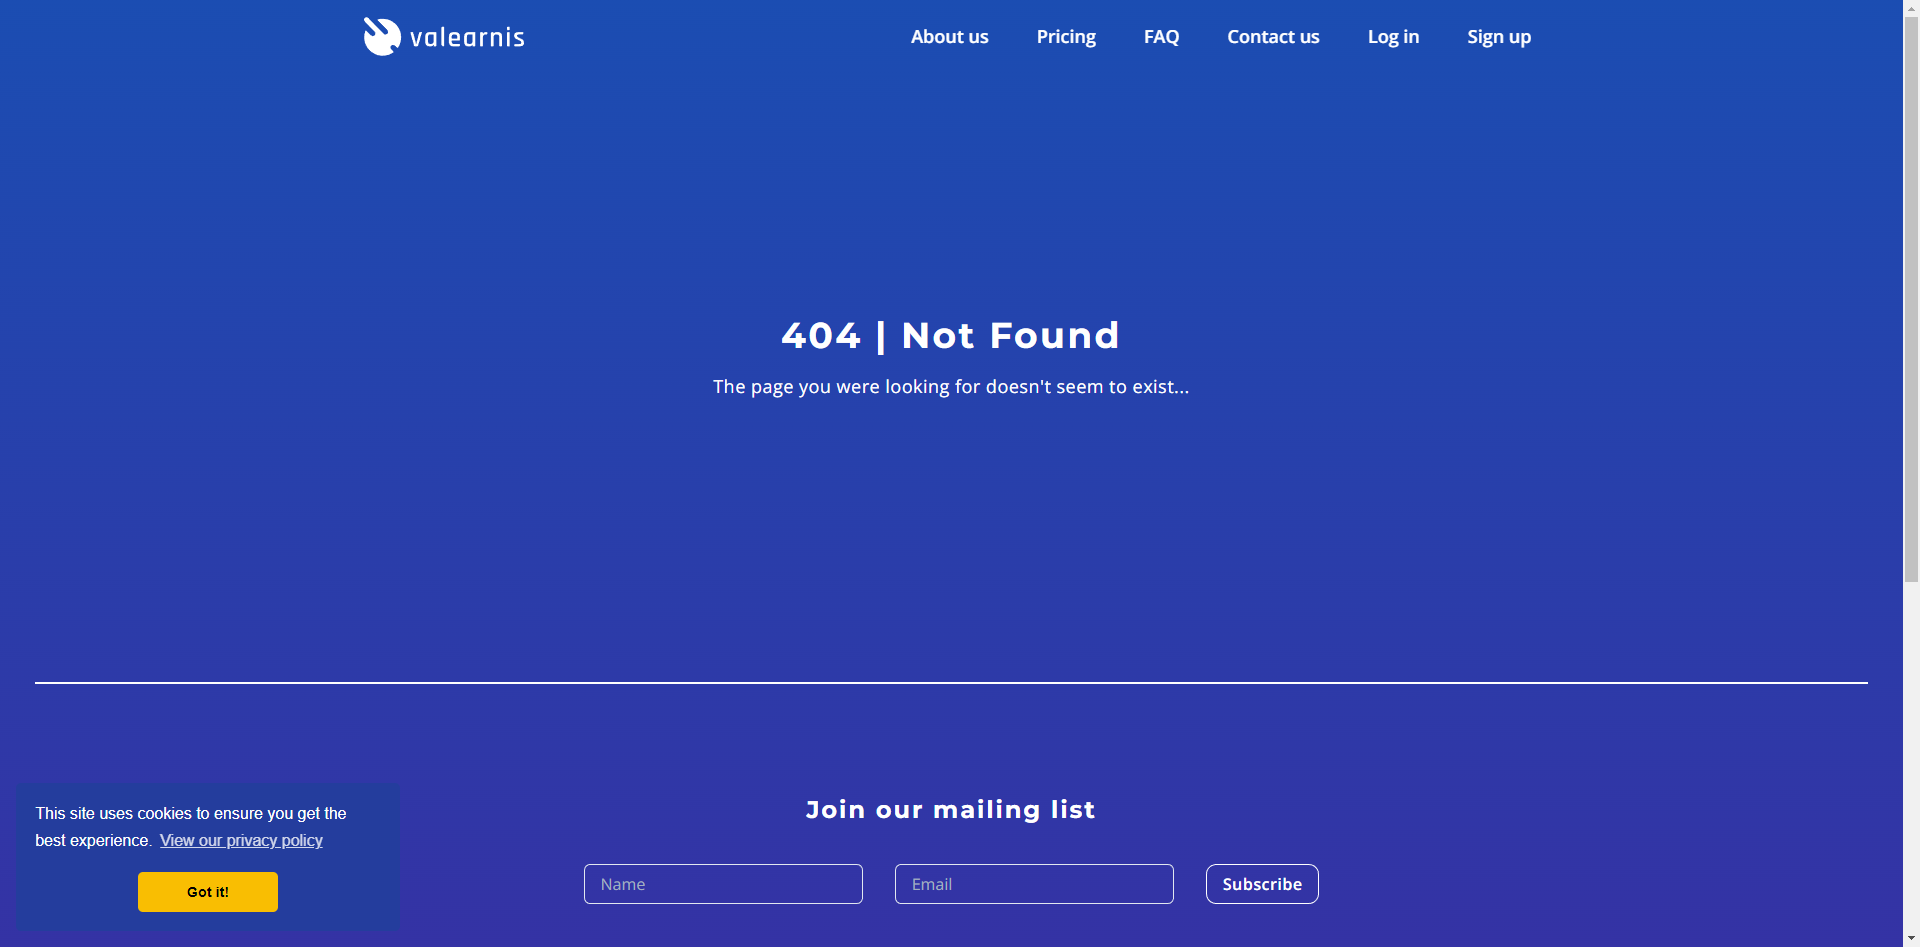 valearnis
About us Pricing FAQ Contact us Log in Sign up
404 | Not Found
The page you were looking for doesn't seem to exist...
Join our mailing list
Name Email Subscribe
This site uses cookies to ensure you get the
best experience. View our privacy policy
Got it!